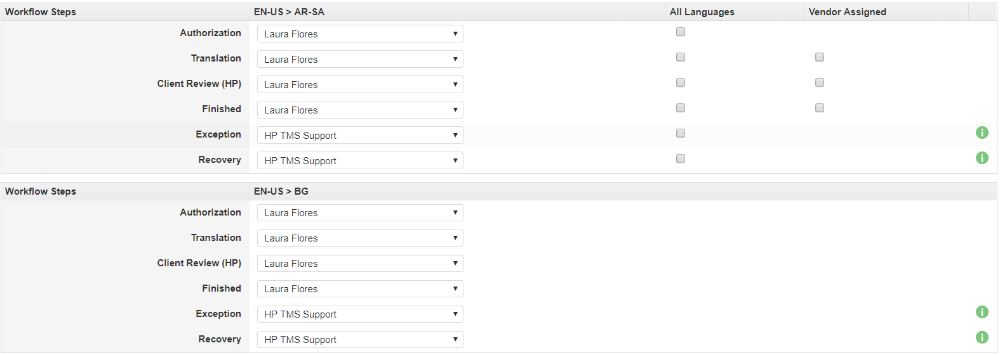 Workflow Steps EN-US > AR-SA All Languages Vendor Assigned
Authorization Laura Flores
Translation Laura Flores
Client Review (HP) Laura Flores
Finished Laura Flores
Exception HP TMS Support
Recovery HP TMS Support
Workflow Steps EN-US > BG
Authorization Laura Flores
Translation Laura Flores
Client Review (HP) Laura Flores
Finished Laura Flores
Exception HP TMS Support
Recovery HP TMS Support